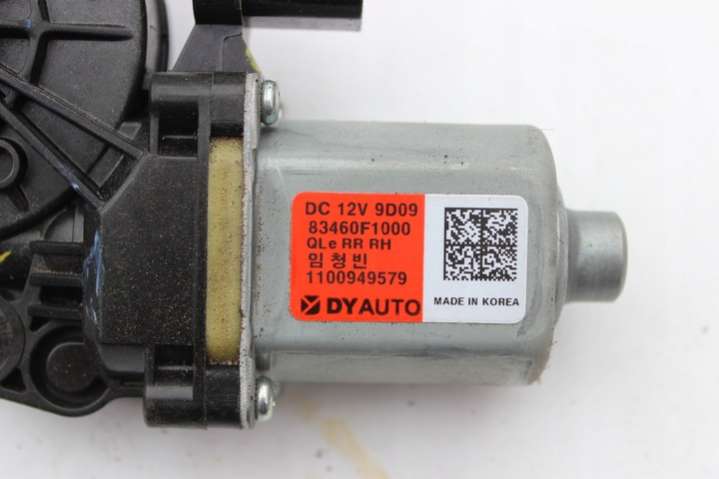 DC 12V 9D09
83460F1000
QLe RR RH
임 청 빈
1100949579
DYAUTO
MADE IN KOREA